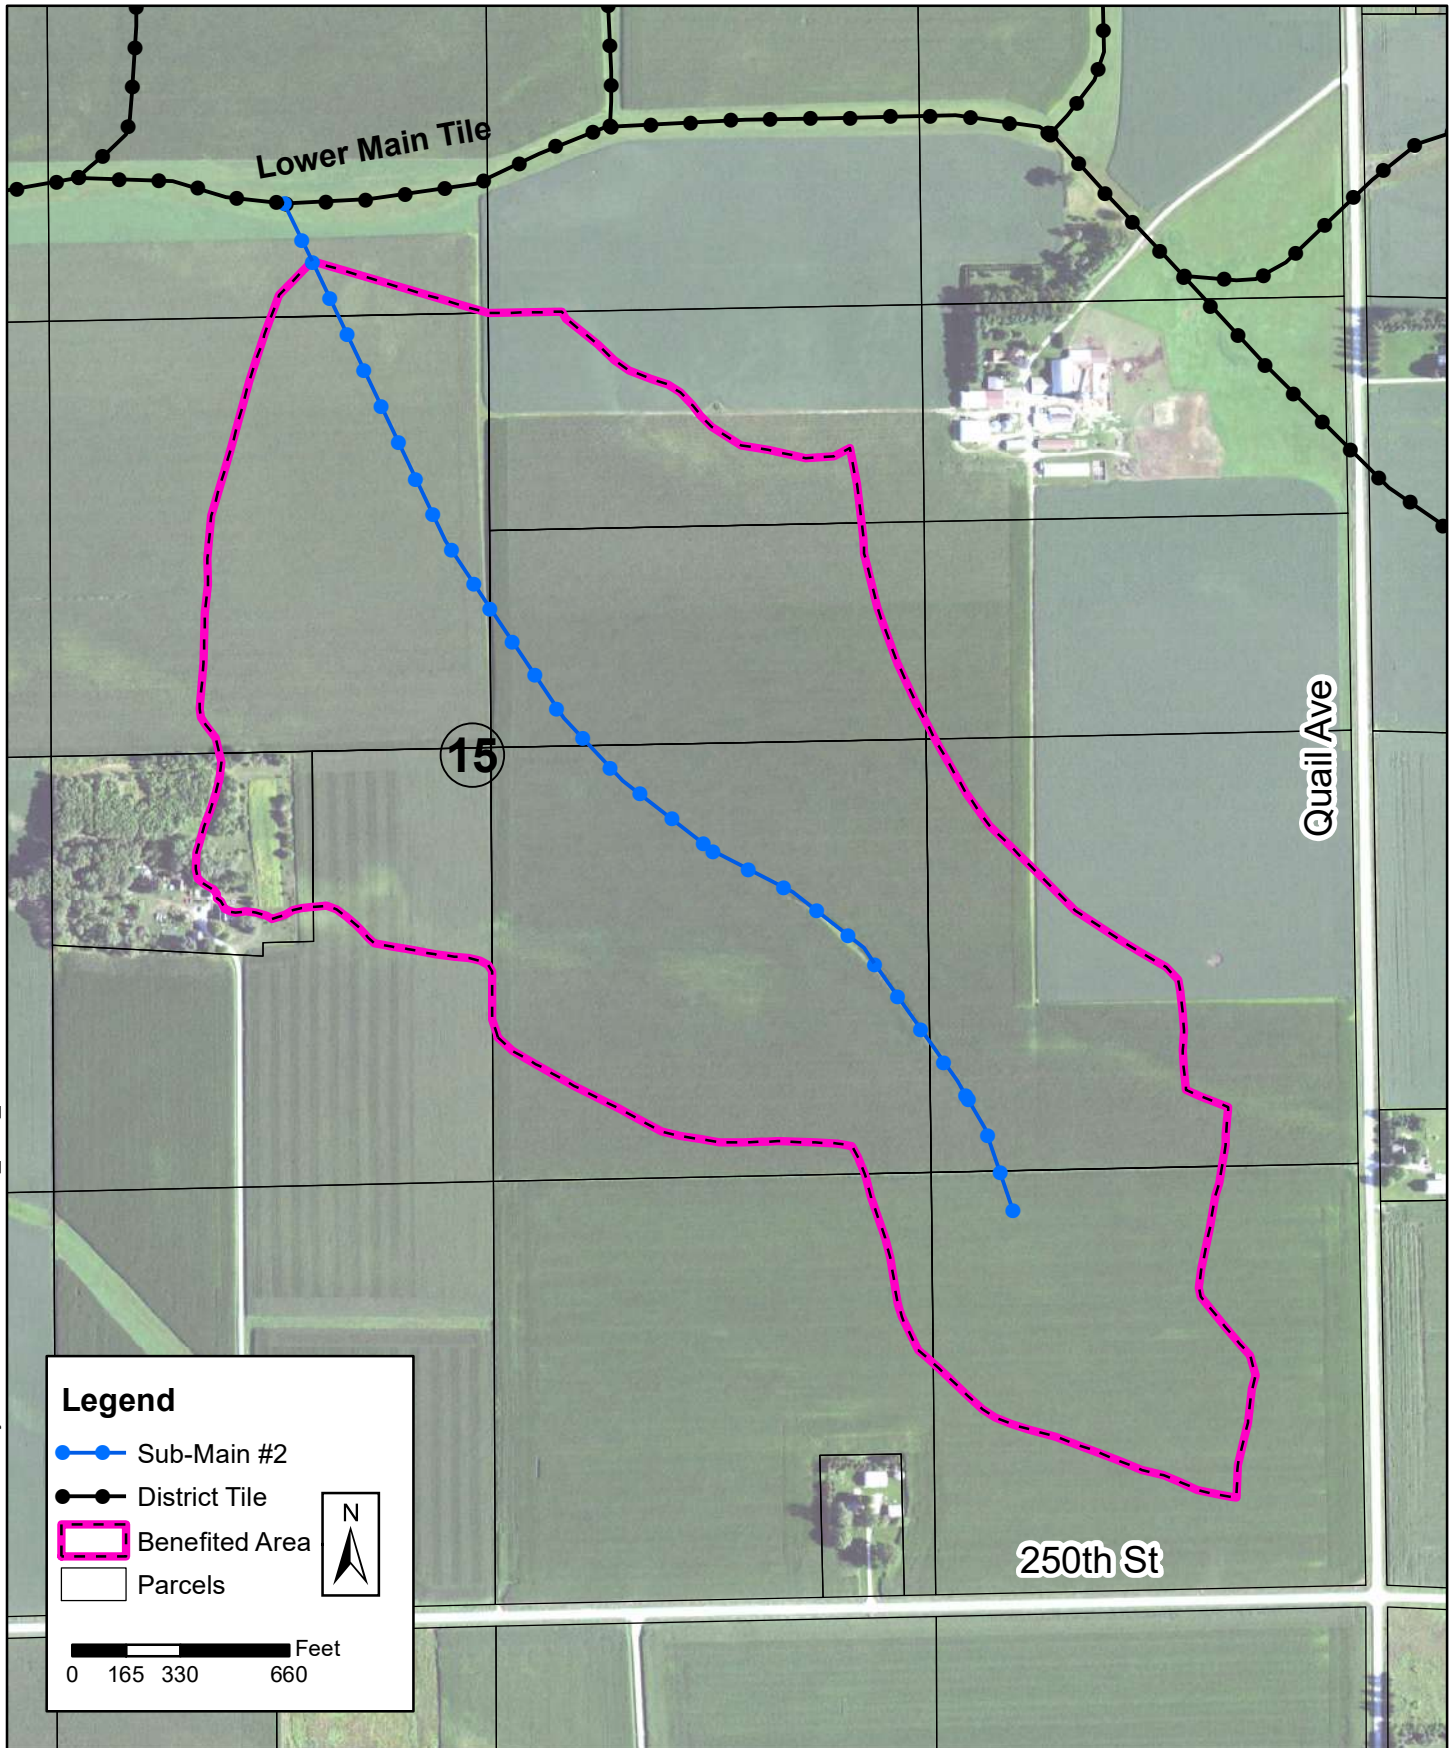 Lower Main Tile
15
Quail Ave
250th St
Legend
Sub-Main #2
District Tile
Benefited Area
Parcels
N
Feet
0 165 330 660